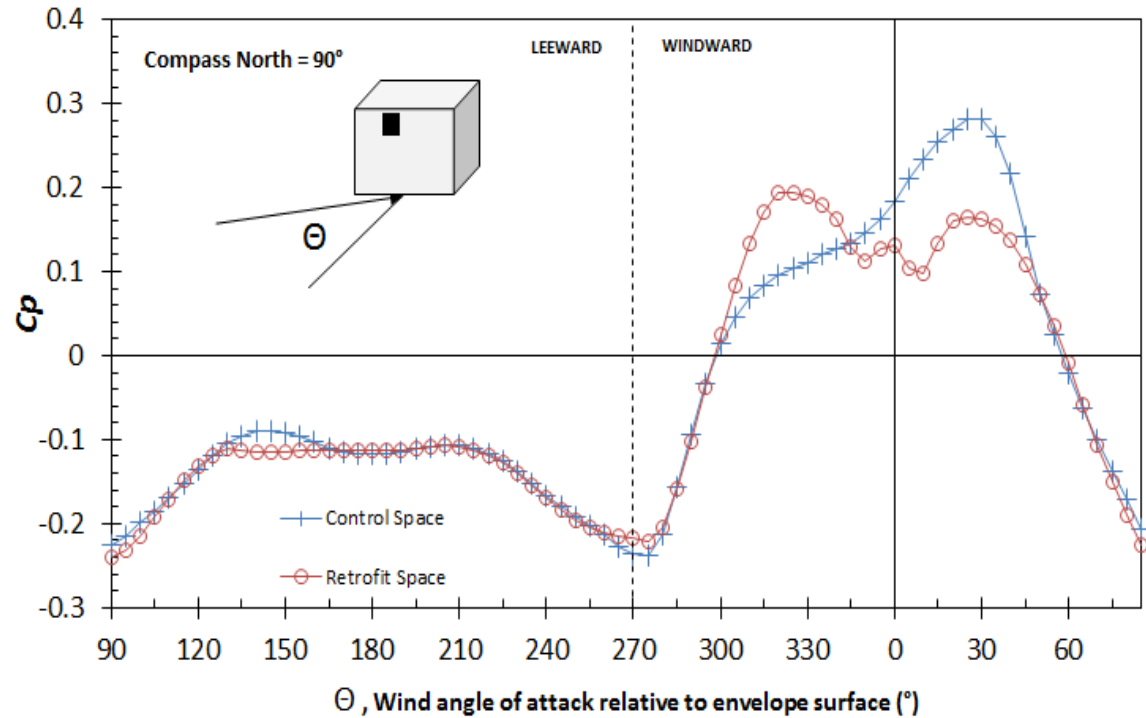 0.4
0.3
0.2
0.1
0
-0.1
-0.2
-0.3
Cp
Compass North = 90°
LEEWARD
WINDWARD
Θ
Control Space
Retrofit Space
90 120 150 180 210 240 270 300 330 0 30 60
Θ , Wind angle of attack relative to envelope surface (°)